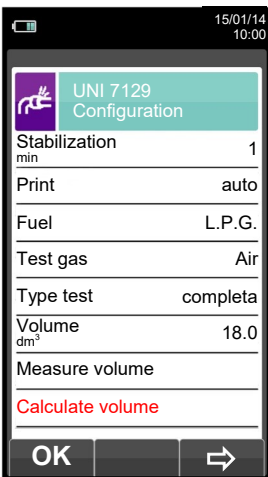 15/01/14
10:00
UNI 7129
Configuration
Stabilization
min
1
Print auto
Fuel L.P.G.
Test gas Air
Type test completa
Volume
dm³
18.0
Measure volume
Calculate volume
OK